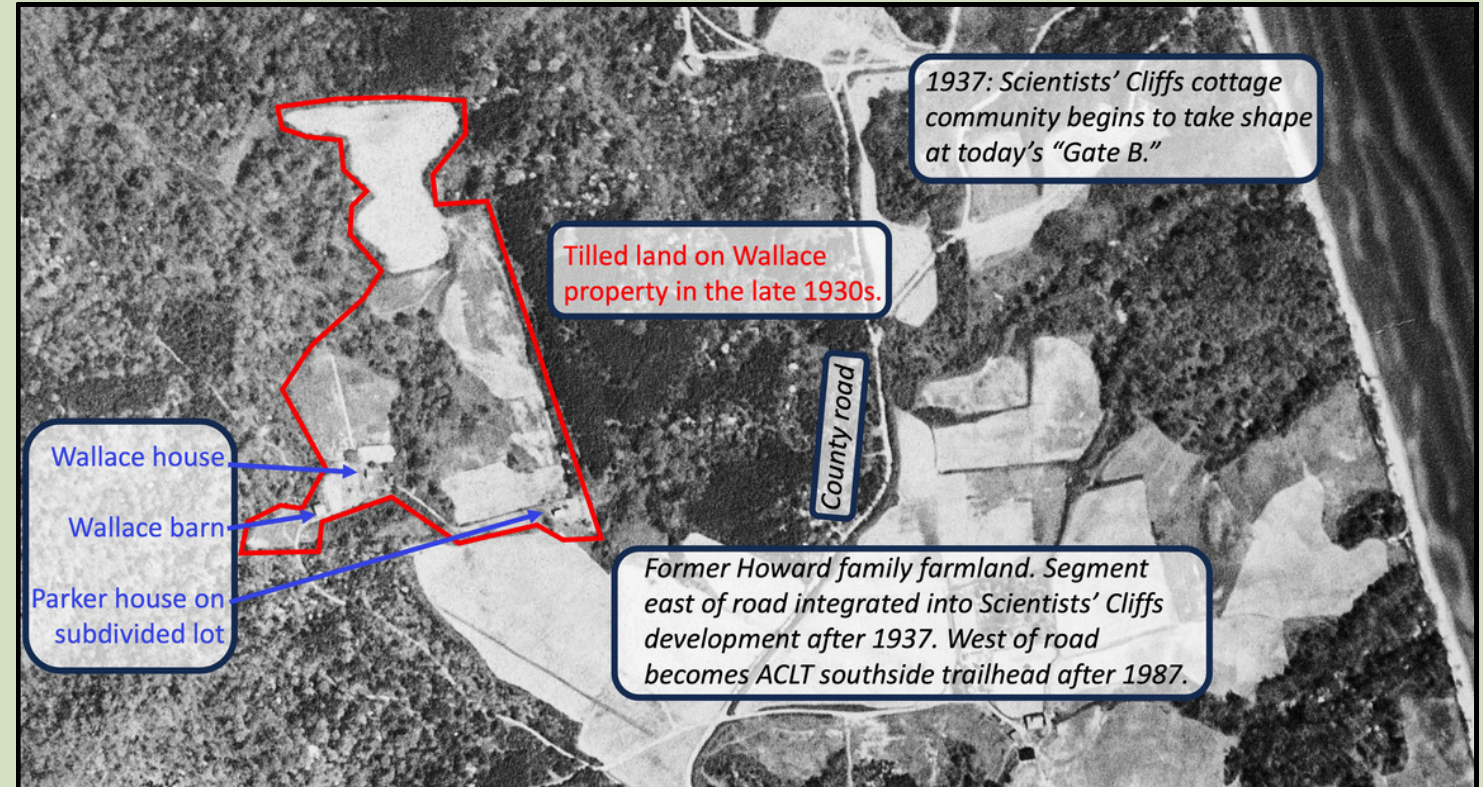 1937: Scientists’ Cliffs cottage
community begins to take shape
at today’s “Gate B.”
Tilled land on Wallace
property in the late 1930s.
County road
Wallace house
Wallace barn
Parker house on
subdivided lot
Former Howard family farmland. Segment
east of road integrated into Scientists’ Cliffs
development after 1937. West of road
becomes ACLT southside trailhead after 1987.